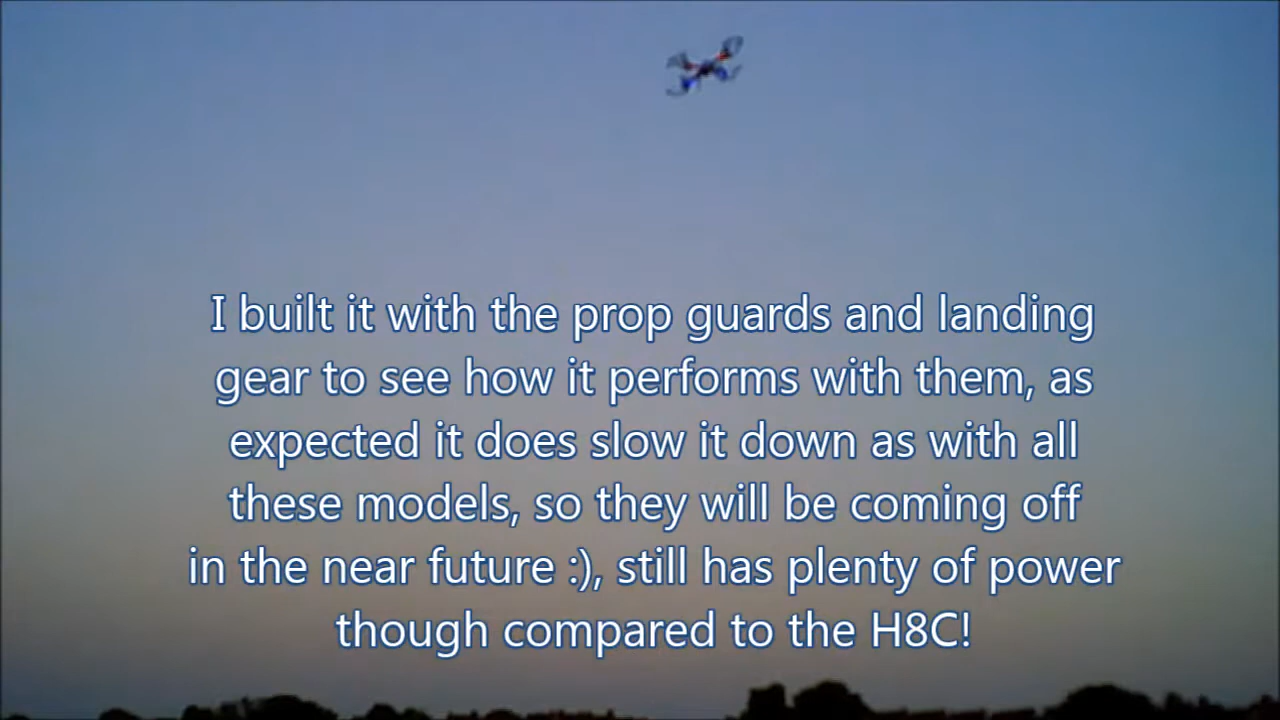 I built it with the prop guards and landing
gear to see how it performs with them, as
expected it does slow it down as with all
these models, so they will be coming off
in the near future :), still has plenty of power
though compared to the H8C!